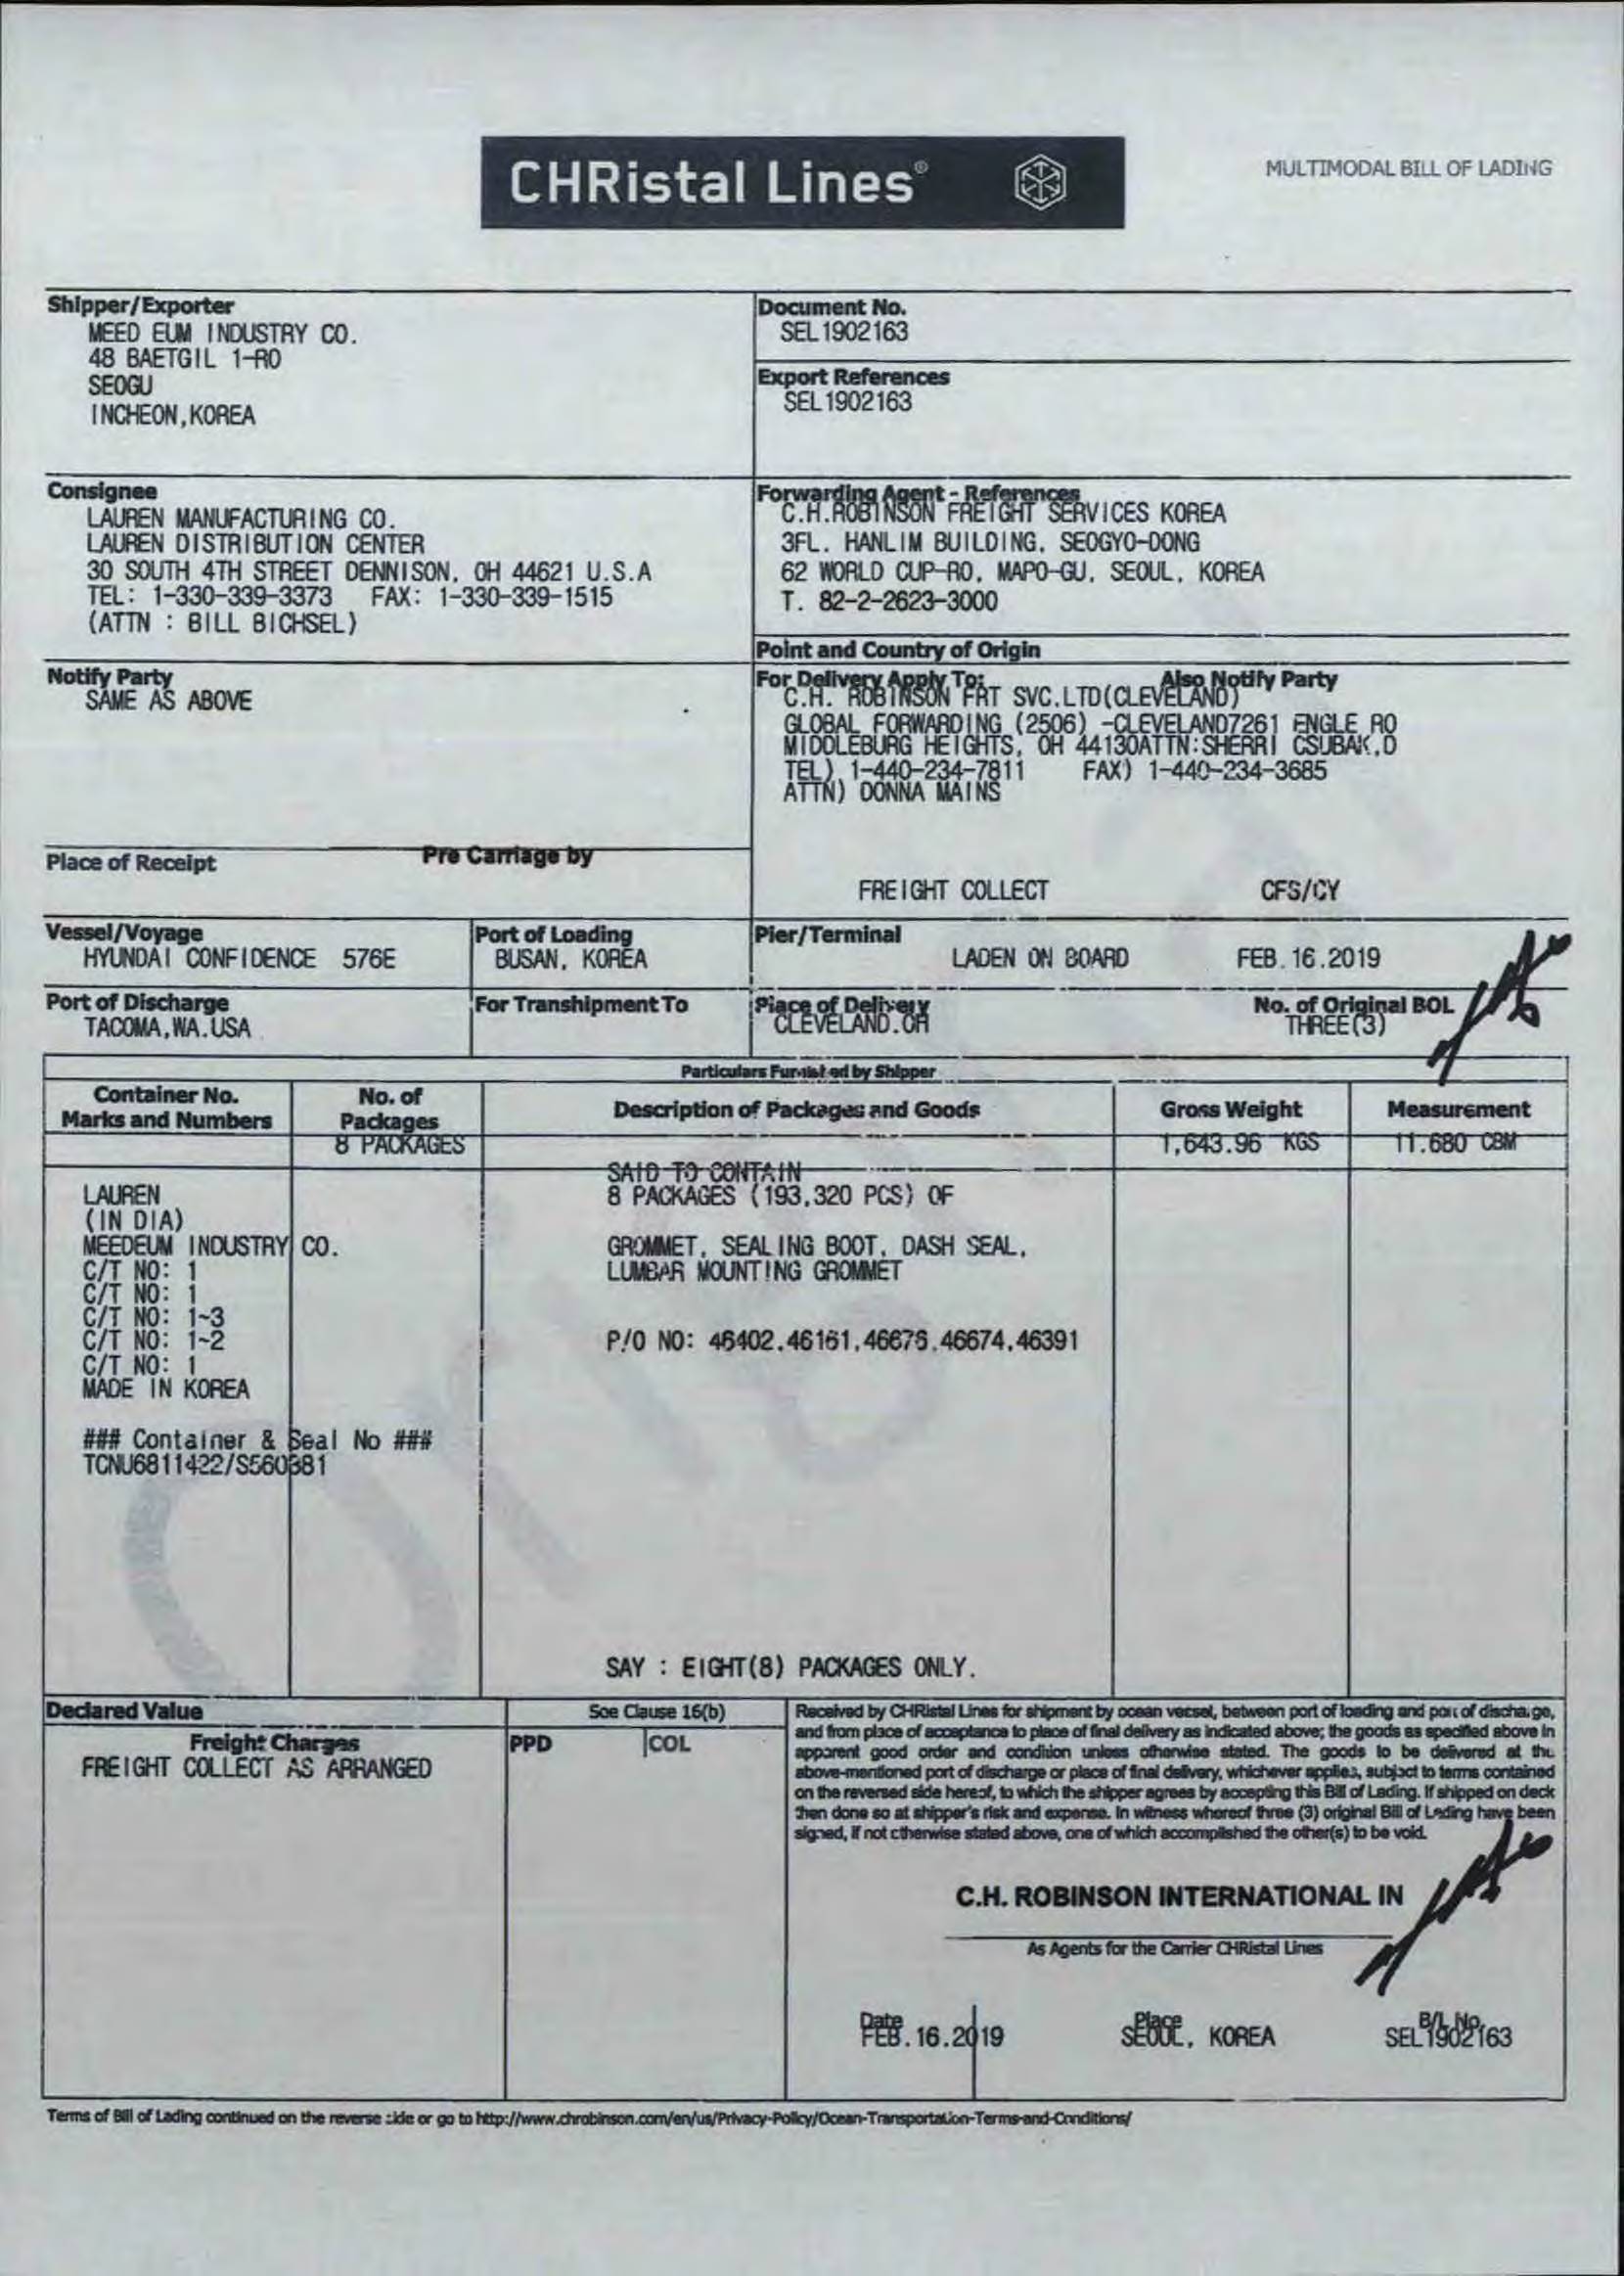 CHRistal Lines®
MULTIMODAL BILL OF LADING
Shipper/Exporter
MEED EUM INDUSTRY CO.
48 BAETGIL 1-RO
SEOGU
INCHEON,KOREA
Document No.
SEL1902163
Export References
SEL1902163
Consignee
LAUREN MANUFACTURING CO.
LAUREN DISTRIBUTION CENTER
30 SOUTH 4TH STREET DENNISON, OH 44621 U.S.A
TEL: 1-330-339-3373 FAX: 1-330-339-1515
(ATTN : BILL BICHSEL)
Forwarding Agent - References
C.H.ROBINSON FREIGHT SERVICES KOREA
3FL. HANLIM BUILDING, SEOGYO-DONG
62 WORLD CUP-RO, MAPO-GU, SEOUL, KOREA
T. 82-2-2623-3000
Point and Country of Origin
Notify Party
SAME AS ABOVE
For Delivery Apply To: Also Notify Party
C.H. ROBINSON FRT SVC.LTD(CLEVELAND)
GLOBAL FORWARDING (2506) -CLEVELAND7261 ENGLE RO
MIDDLEBURG HEIGHTS, OH 44130ATTN:SHERRI CSUBAK,D
TEL) 1-440-234-7811 FAX) 1-440-234-3685
ATTN) DONNA MAINS
Place of Receipt Pre Carriage by
FREIGHT COLLECT CFS/CY
Vessel/Voyage
HYUNDAI CONFIDENCE 576E
Port of Loading
BUSAN, KOREA
Pier/Terminal
LADEN ON BOARD FEB.16.2019
Port of Discharge
TACOMA,WA.USA
For Transhipment To
Place of Delivery
CLEVELAND.OH
No. of Original BOL
THREE(3)
Particulars Furnished by Shipper
Container No.
Marks and Numbers
No. of
Packages
Description of Packages and Goods
Gross Weight
Measurement
8 PACKAGES
1,643.96 KGS
11.680 CBM
SAID TO CONTAIN
8 PACKAGES (193,320 PCS) OF
GROMMET, SEALING BOOT, DASH SEAL,
LUMBAR MOUNTING GROMMET
P/O NO: 46402,46161,46676,46674,46391
LAUREN
(IN DIA)
MEEDEUM INDUSTRY CO.
C/T NO: 1
C/T NO: 1
C/T NO: 1~3
C/T NO: 1~2
C/T NO: 1
MADE IN KOREA
### Container & Seal No ###
TCNU6811422/S560381
SAY : EIGHT(8) PACKAGES ONLY.
Declared Value
See Clause 16(b)
Freight Charges
PPD COL
FREIGHT COLLECT AS ARRANGED
Received by CHRistal Lines for shipment by ocean vessel, between port of loading and port of discharge,
and from place of acceptance to place of final delivery as indicated above; the goods as specified above in
apparent good order and condition unless otherwise stated. The goods to be delivered at the
above-mentioned port of discharge or place of final delivery, whichever applies, subject to terms contained
on the reversed side hereof, to which the shipper agrees by accepting this Bill of Lading. If shipped on deck
then done so at shipper's risk and expense. In witness whereof three (3) original Bill of Lading have been
signed, if not otherwise stated above, one of which accomplished the other(s) to be void.
C.H. ROBINSON INTERNATIONAL IN
As Agents for the Carrier CHRistal Lines
Date
FEB.16.2019
Place
SEOUL, KOREA
B/L No.
SEL1902163
Terms of Bill of Lading continued on the reverse side or go to http://www.chrobinson.com/en/us/Privacy-Policy/Ocean-Transportation-Terms-and-Conditions/